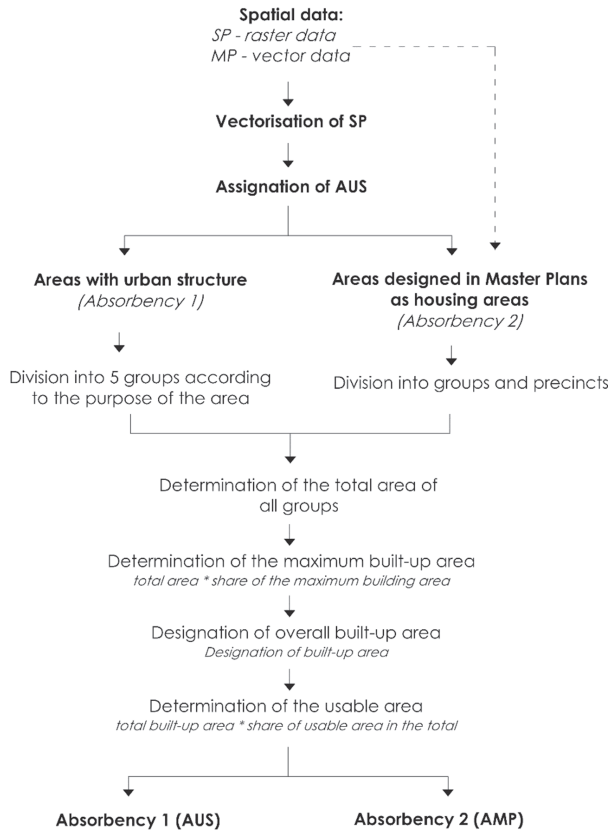 Spatial data:
SP - raster data
MP - vector data
Vectorisation of SP
Assignation of AUS
Areas with urban structure
(Absorbency 1)
Areas designed in Master Plans
as housing areas
(Absorbency 2)
Division into 5 groups according
to the purpose of the area
Division into groups and precincts
Determination of the total area of
all groups
Determination of the maximum built-up area
total area * share of the maximum building area
Designation of overall built-up area
Designation of built-up area
Determination of the usable area
total built-up area * share of usable area in the total
Absorbency 1 (AUS)
Absorbency 2 (AMP)